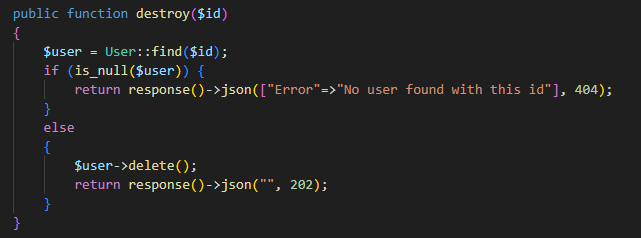 public function destroy($id)
{
$user = User::find($id);
if (is_null($user)) {
return response()->json(["Error"=>"No user found with this id"], 404);
}
else
{
$user->delete();
return response()->json("", 202);
}
}